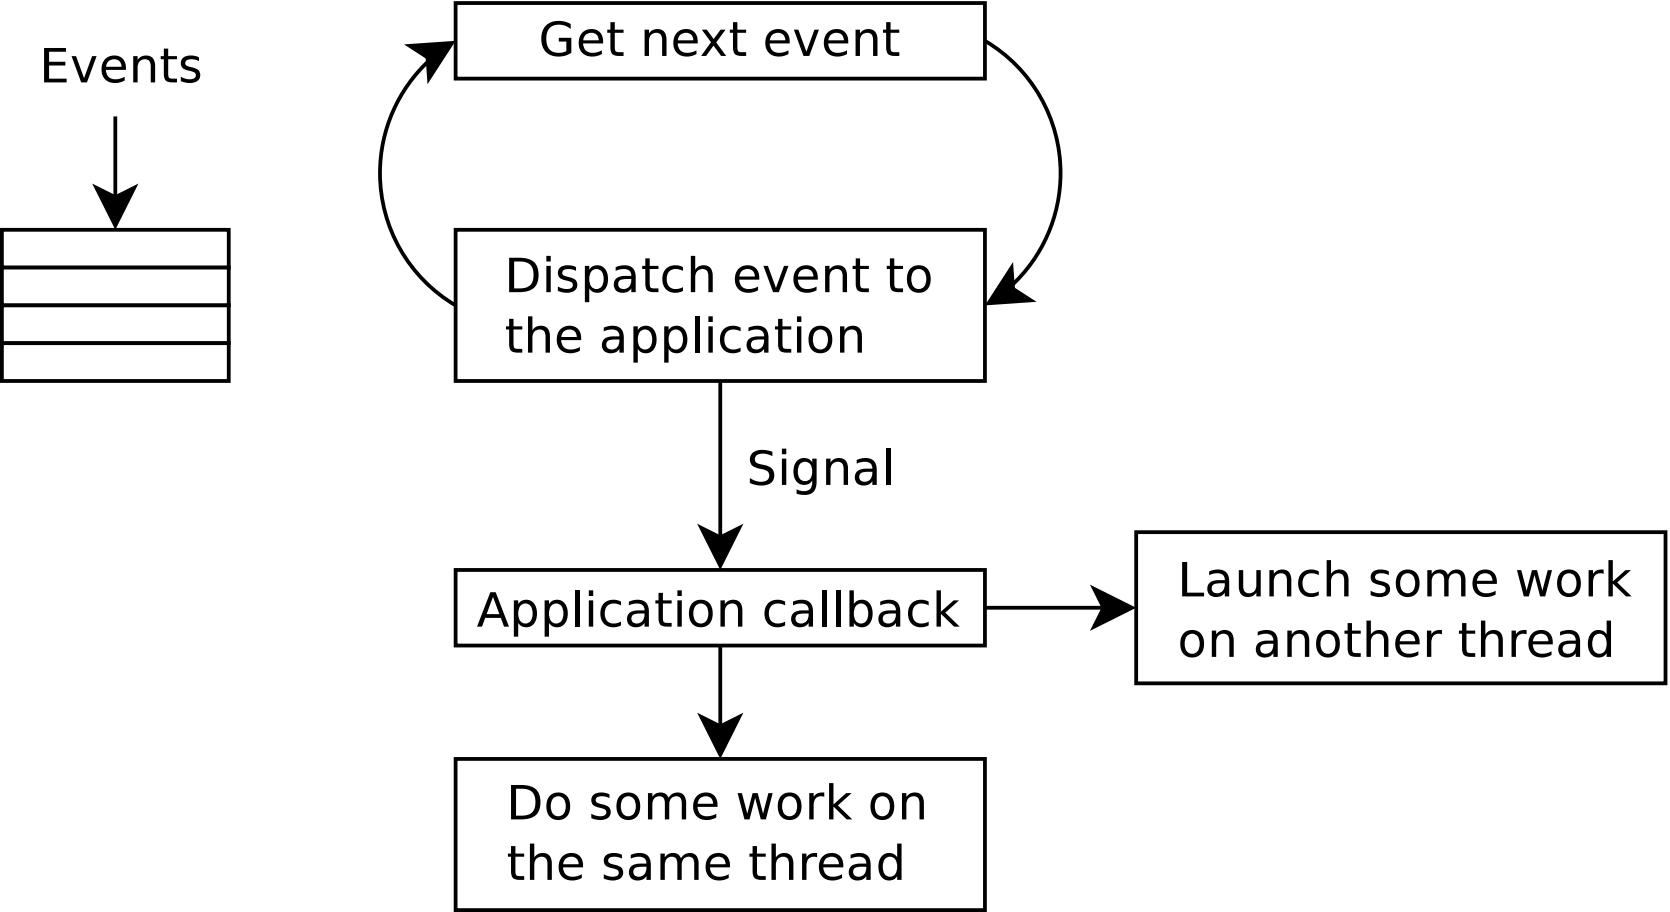 Events
Get next event
Dispatch event to
the application
Signal
Application callback
Launch some work
on another thread
Do some work on
the same thread